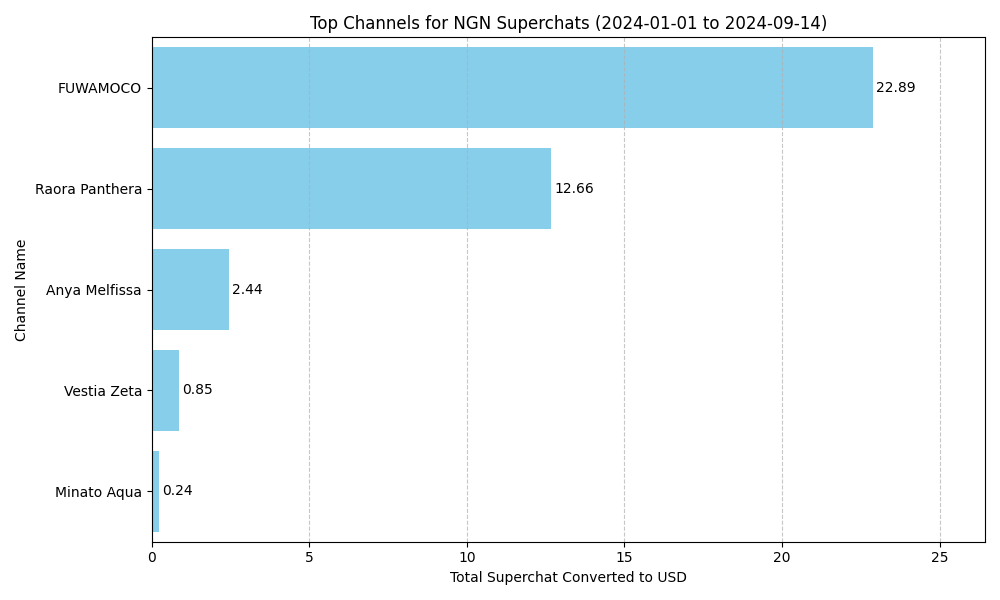 Top Channels for NGN Superchats (2024-01-01 to 2024-09-14)
Channel Name
FUWAMOCO
22.89
Raora Panthera
12.66
Anya Melfissa
2.44
Vestia Zeta
0.85
Minato Aqua
0.24
0 5 10 15 20 25
Total Superchat Converted to USD